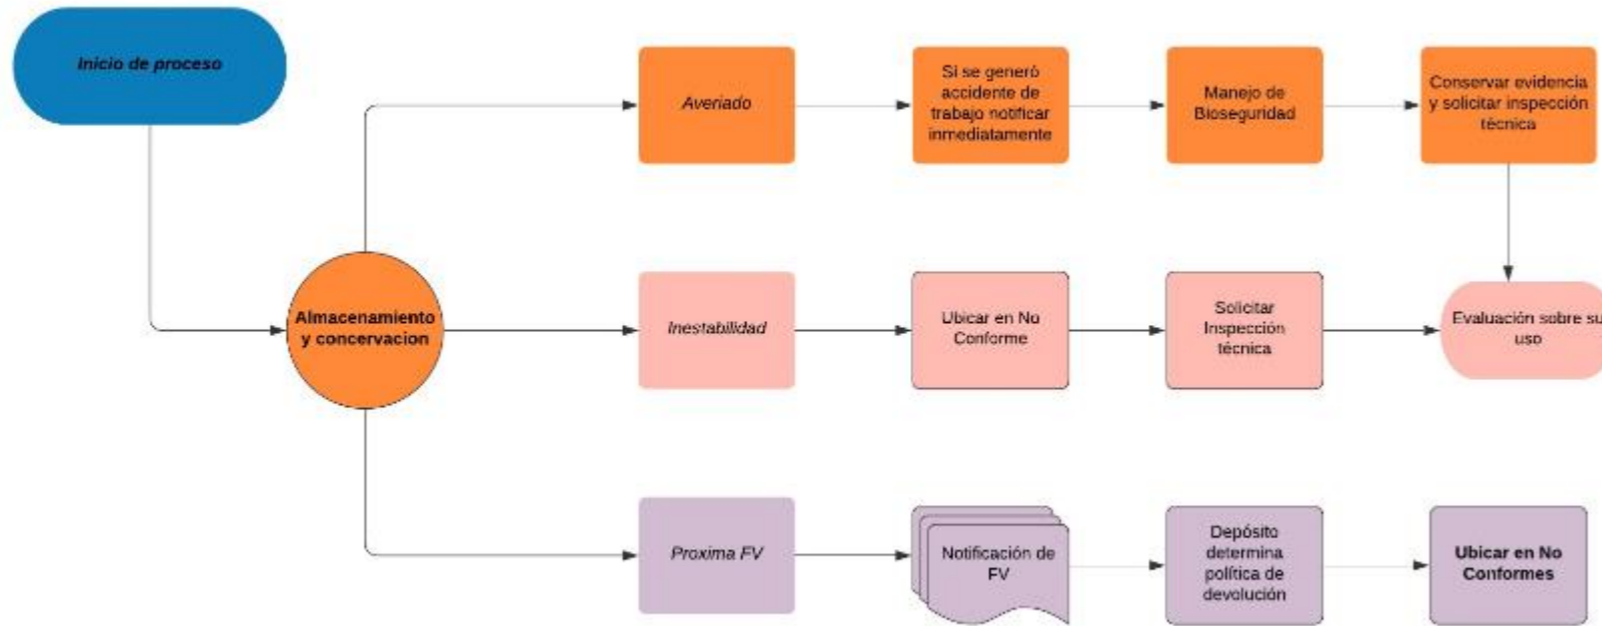 Inicio de proceso
Averiado
Si se generó
accidente de
trabajo notificar
inmediatamente
Manejo de
Bioseguridad
Conservar evidencia
y solicitar inspección
técnica
Almacenamiento
y concervacion
Inestabilidad
Ubicar en No
Conforme
Solicitar
Inspección
técnica
Evaluación sobre su
uso
Proxima FV
Notificación de
FV
Depósito
determina
política de
devolución
Ubicar en No
Conformes